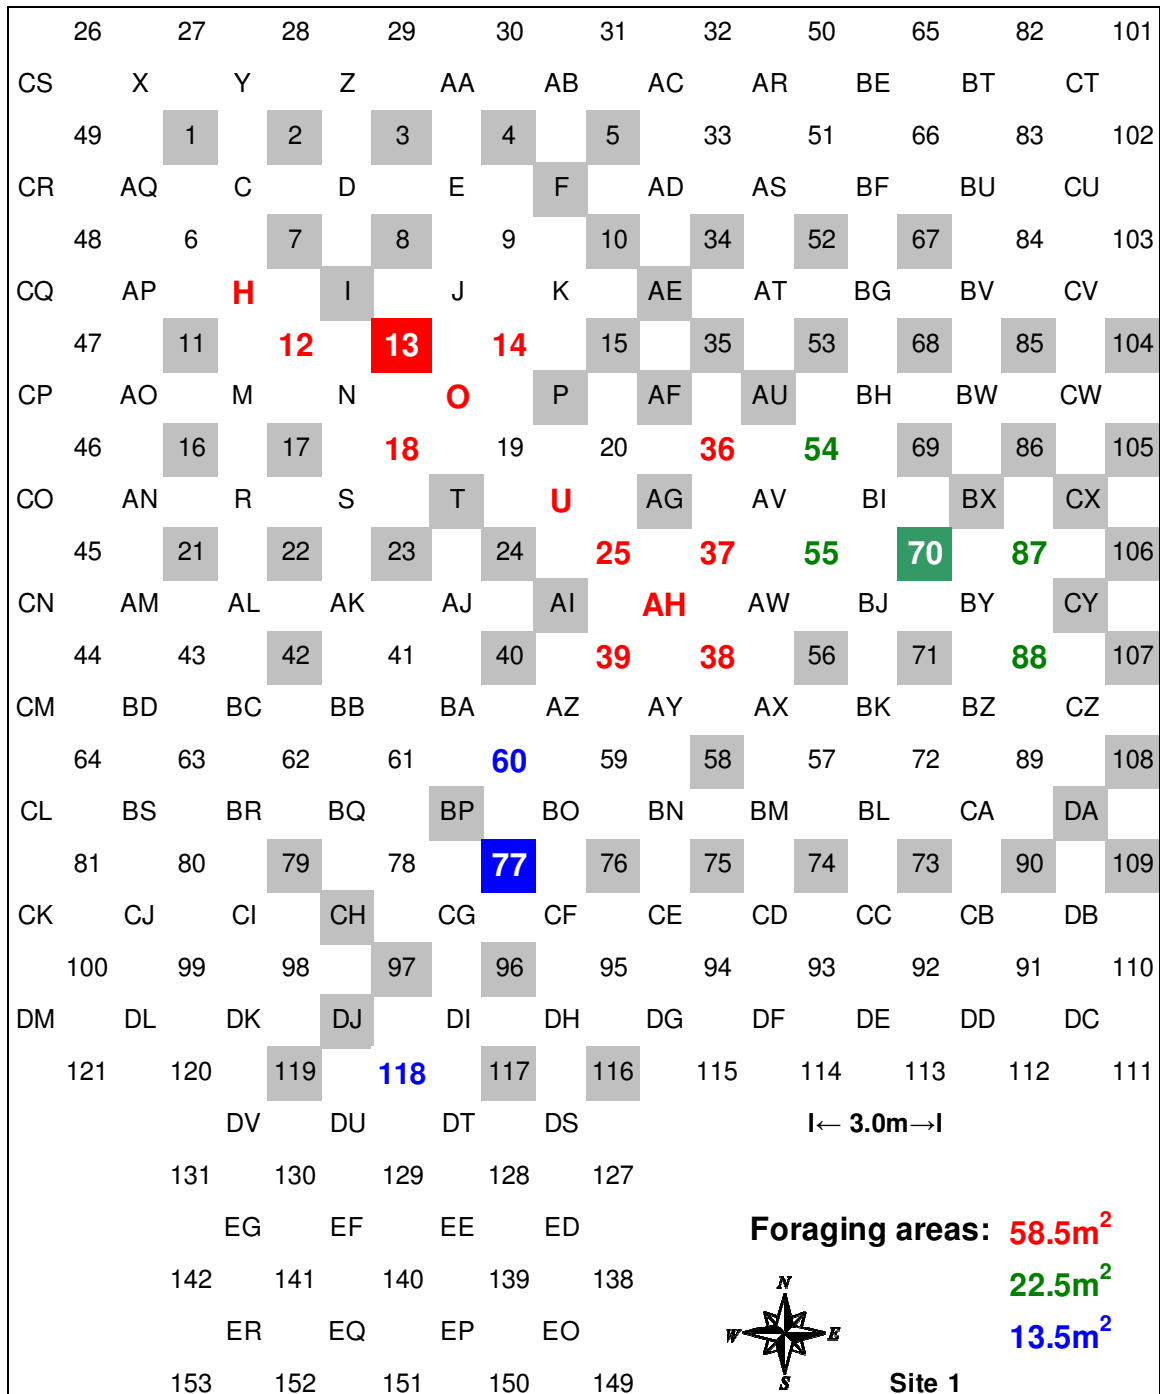 26 27 28 29 30 31 32 50 65 82 101
CS X Y Z AA AB AC AR BE BT CT
49 1 2 3 4 5 33 51 66 83 102
CR AQ C D E F AD AS BF BU CU
48 6 7 8 9 10 34 52 67 84 103
CQ AP H I J K AE AT BG BV CV
47 11 12 13 14 15 35 53 68 85 104
CP AO M N O P AF AU BH BW CW
46 16 17 18 19 20 36 54 69 86 105
CO AN R S T U AG AV BI BX CX
45 21 22 23 24 25 37 55 70 87 106
CN AM AL AK AJ AI AH AW BJ BY CY
44 43 42 41 40 39 38 56 71 88 107
CM BD BC BB BA AZ AY AX BK BZ CZ
64 63 62 61 60 59 58 57 72 89 108
CL BS BR BQ BP BO BN BM BL CA DA
81 80 79 78 77 76 75 74 73 90 109
CK CJ CI CH CG CF CE CD CC CB DB
100 99 98 97 96 95 94 93 92 91 110
DM DL DK DJ DI DH DG DF DE DD DC
121 120 119 118 117 116 115 114 113 112 111
DV DU DT DS I← 3.0m→I
131 130 129 128 127
EG EF EE ED Foraging areas: 58.5m²
142 141 140 139 138 N 22.5m²
ER EQ EP EO W E 13.5m²
153 152 151 150 149 S Site 1